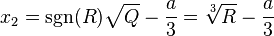 x₂ = sgn(R)√Q − a/3 = ∛R − a/3